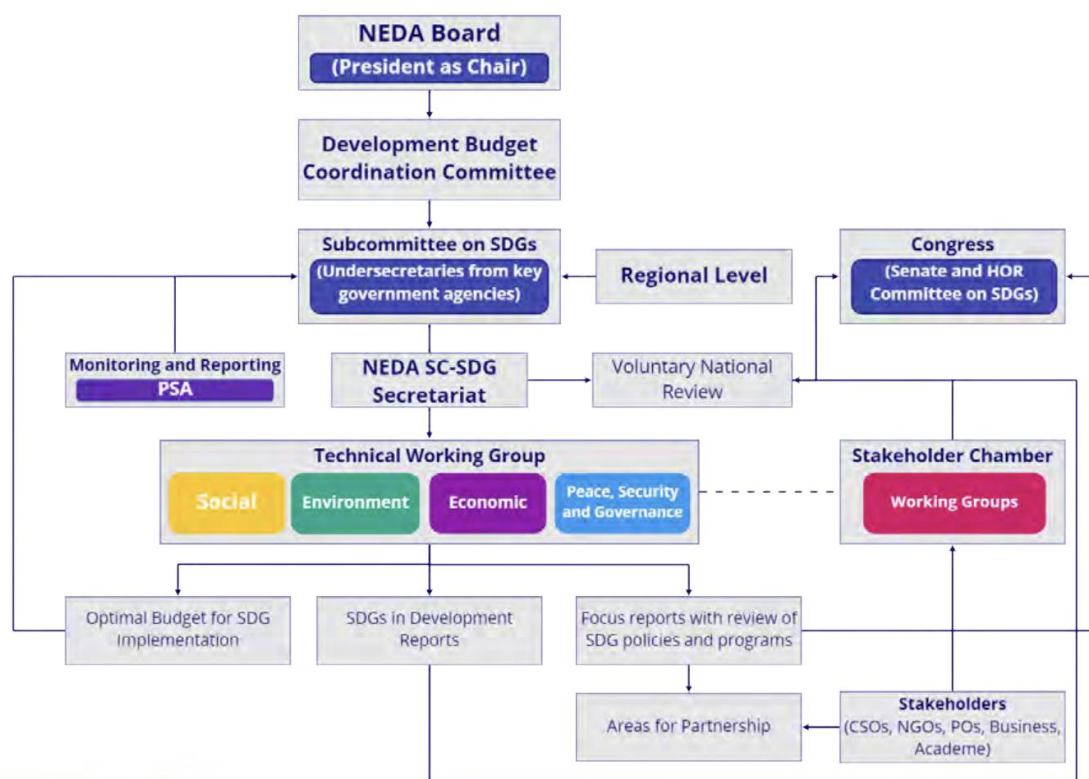 NEDA Board
(President as Chair)
Development Budget
Coordination Committee
Subcommittee on SDGs
(Undersecretaries from key
government agencies)
Regional Level
Congress
(Senate and HOR
Committee on SDGs)
Monitoring and Reporting
PSA
NEDA SC-SDG
Secretariat
Voluntary National
Review
Technical Working Group
Social
Environment
Economic
Peace, Security
and Governance
Stakeholder Chamber
Working Groups
Optimal Budget for SDG
Implementation
SDGs in Development
Reports
Focus reports with review of
SDG policies and programs
Areas for Partnership
Stakeholders
(CSOs, NGOs, POs, Business,
Academe)